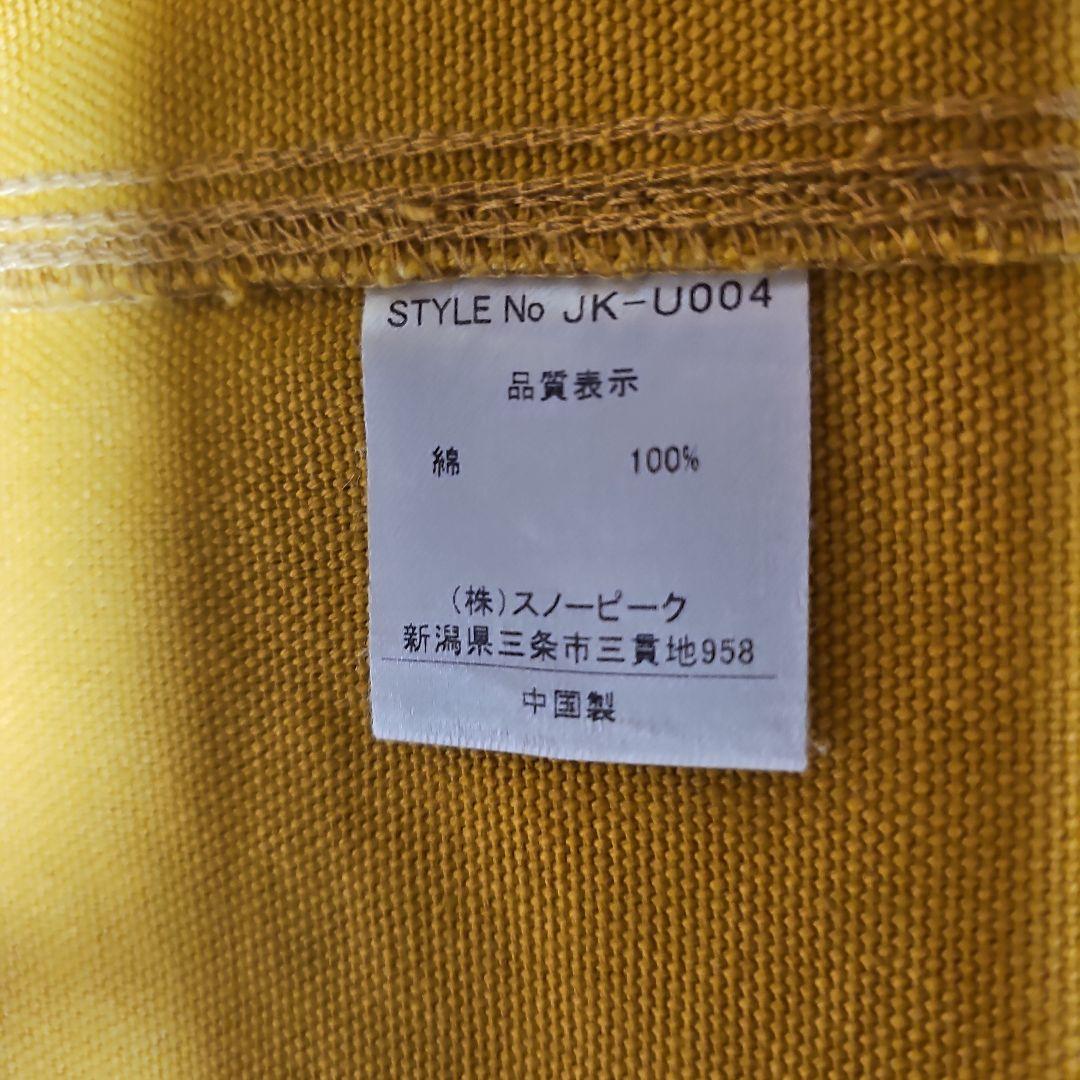 STYLE No JK-U004
品質表示
綿 100%
(株)スノーピーク
新潟県三条市三貫地958
中国製